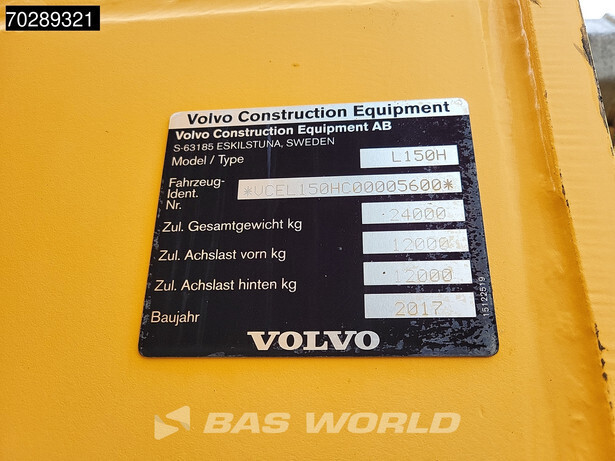 70289321
Volvo Construction Equipment
Volvo Construction Equipment AB
S-63185 ESKILSTUNA, SWEDEN
Model / Type L150H
Fahrzeug-
Ident. *VCEL150HC00005600*
Nr.
Zul. Gesamtgewicht kg 24000
Zul. Achslast vorn kg 12000
Zul. Achslast hinten kg 12000
Baujahr 2017
15122519
VOLVO
BAS WORLD